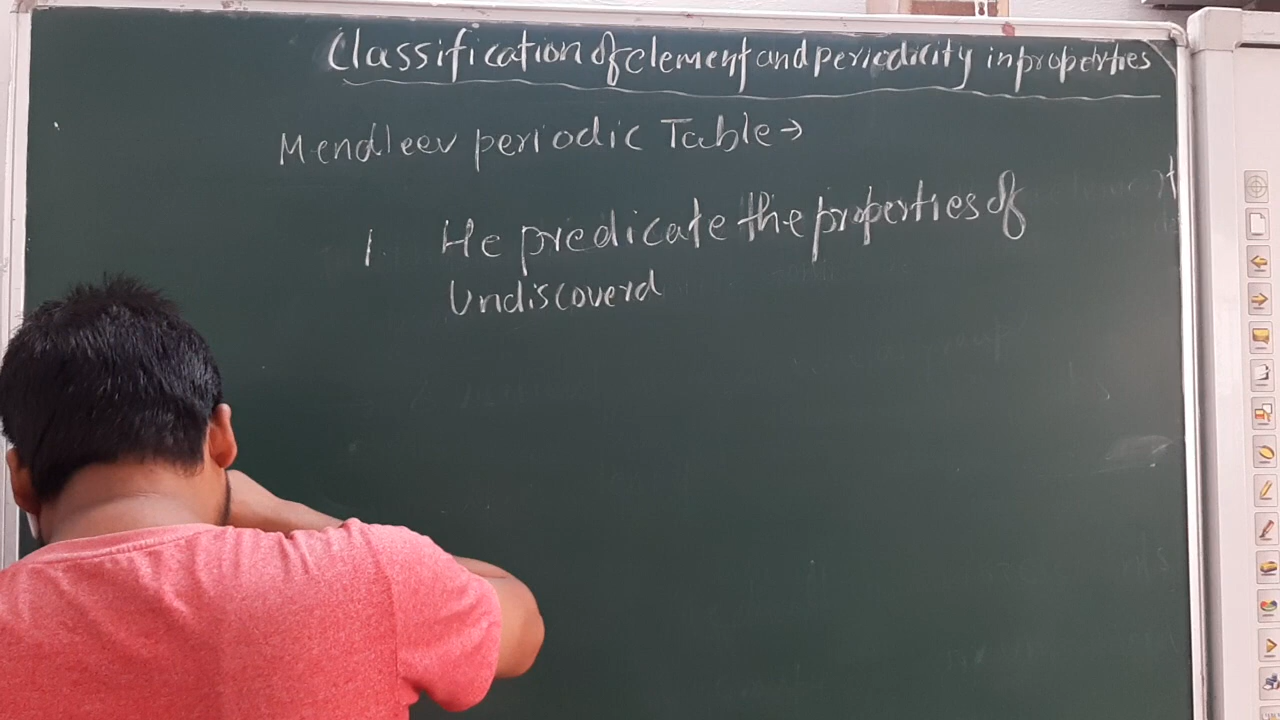 Classification of element and periodicity in properties
Mendleev periodic Table →
1. He predicate the properties of
Undiscoverd